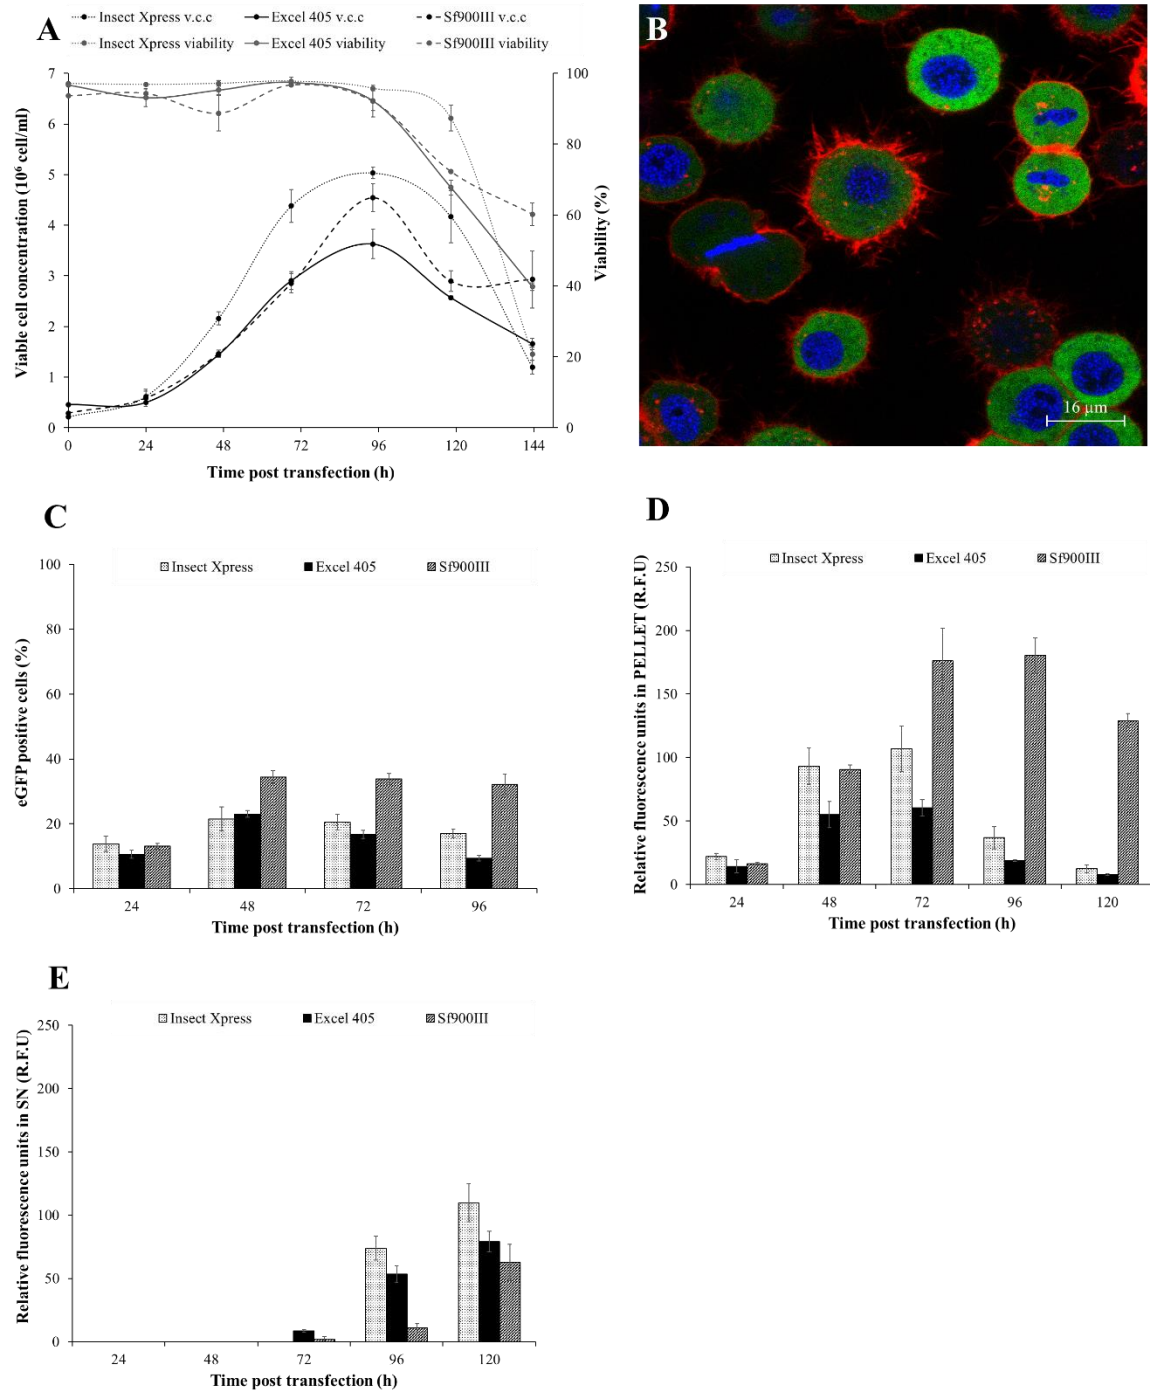 A
Insect Xpress v.c.c Excel 405 v.c.c Sf900III v.c.c
Insect Xpress viability Excel 405 viability Sf900III viability
7
6
5
4
3
2
1
0
100
80
60
40
20
0
Viable cell concentration (10⁶ cell/ml)
Viability (%)
0 24 48 72 96 120 144
Time post transfection (h)
B
16 µm
C
Insect Xpress Excel 405 Sf900III
100
80
60
40
20
0
eGFP positive cells (%)
24 48 72 96
Time post transfection (h)
D
Insect Xpress Excel 405 Sf900III
250
200
150
100
50
0
Relative fluorescence units in PELLET (R.F.U)
24 48 72 96 120
Time post transfection (h)
E
Insect Xpress Excel 405 Sf900III
250
200
150
100
50
0
Relative fluorescence units in SN (R.F.U)
24 48 72 96 120
Time post transfection (h)